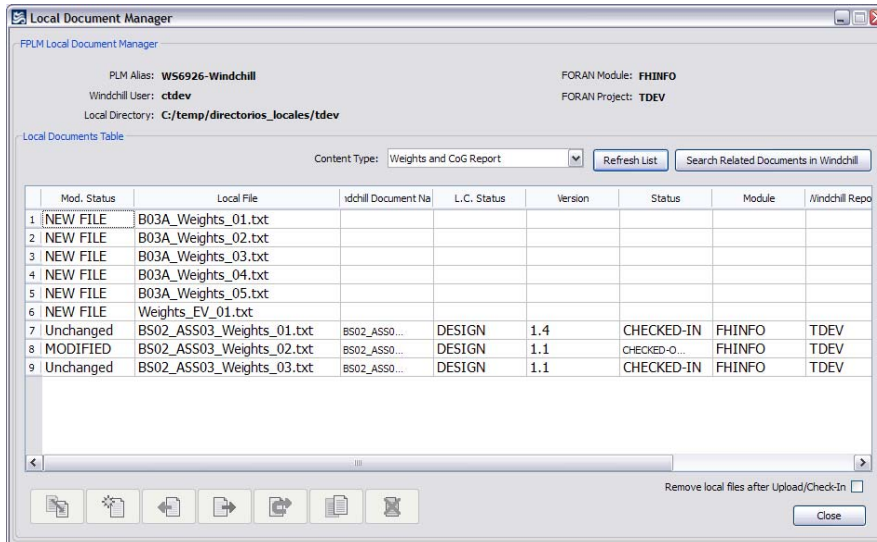 Local Document Manager
FPLM Local Document Manager
PLM Alias: WS6926-Windchill FORAN Module: FHINFO
Windchill User: ctdev FORAN Project: TDEV
Local Directory: C:/temp/directorios_locales/tdev
Local Documents Table
Content Type: Weights and CoG Report Refresh List Search Related Documents in Windchill
Mod. Status Local File ndchill Document Na L.C. Status Version Status Module Windchill Repo
1 NEW FILE B03A_Weights_01.txt
2 NEW FILE B03A_Weights_02.txt
3 NEW FILE B03A_Weights_03.txt
4 NEW FILE B03A_Weights_04.txt
5 NEW FILE B03A_Weights_05.txt
6 NEW FILE Weights_EV_01.txt
7 Unchanged BS02_ASS03_Weights_01.txt BS02_ASS0... DESIGN 1.4 CHECKED-IN FHINFO TDEV
8 MODIFIED BS02_ASS03_Weights_02.txt BS02_ASS0... DESIGN 1.1 CHECKED-O... FHINFO TDEV
9 Unchanged BS02_ASS03_Weights_03.txt BS02_ASS0... DESIGN 1.1 CHECKED-IN FHINFO TDEV
Remove local files after Upload/Check-In
Close